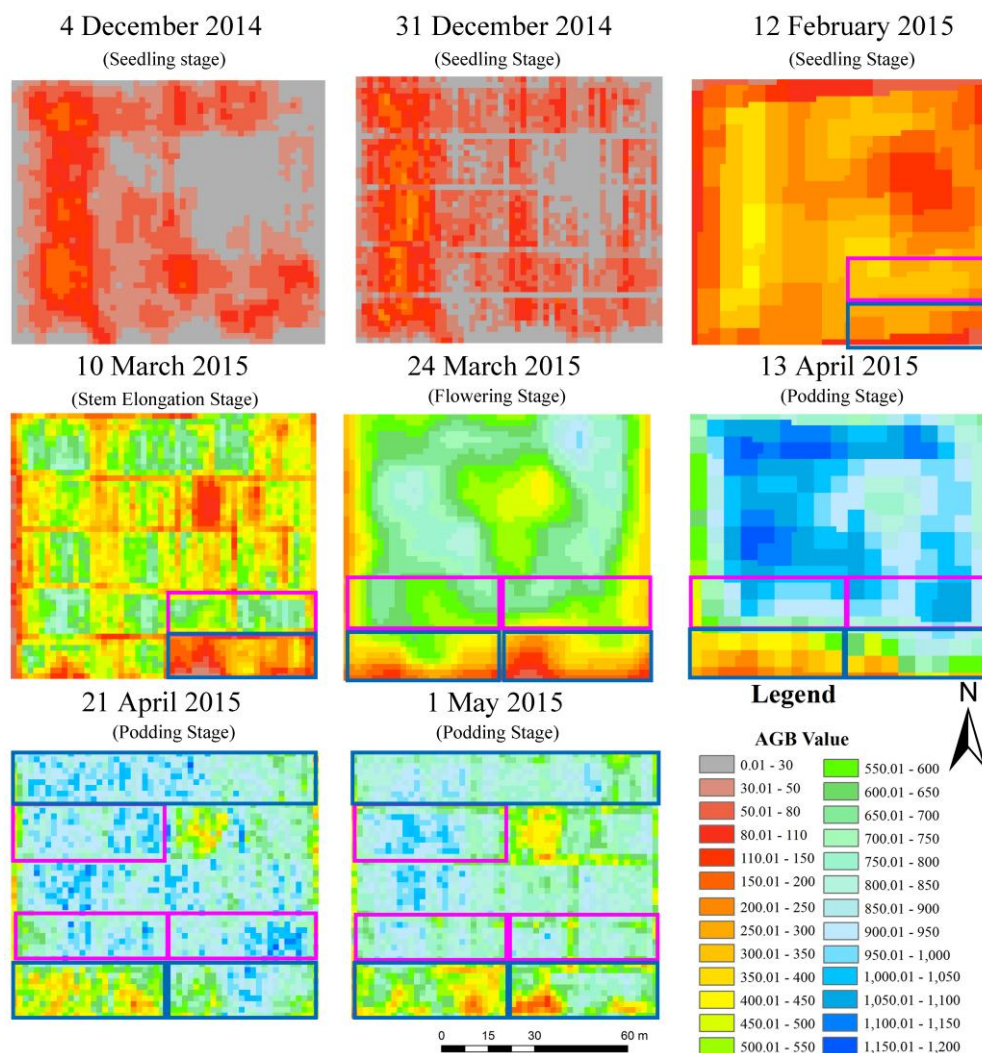 4 December 2014
(Seedling stage)
31 December 2014
(Seedling Stage)
12 February 2015
(Seedling Stage)
10 March 2015
(Stem Elongation Stage)
24 March 2015
(Flowering Stage)
13 April 2015
(Podding Stage)
21 April 2015
(Podding Stage)
1 May 2015
(Podding Stage)
Legend
N
AGB Value
0.01 - 30
30.01 - 50
50.01 - 80
80.01 - 110
110.01 - 150
150.01 - 200
200.01 - 250
250.01 - 300
300.01 - 350
350.01 - 400
400.01 - 450
450.01 - 500
500.01 - 550
550.01 - 600
600.01 - 650
650.01 - 700
700.01 - 750
750.01 - 800
800.01 - 850
850.01 - 900
900.01 - 950
950.01 - 1,000
1,000.01 - 1,050
1,050.01 - 1,100
1,100.01 - 1,150
1,150.01 - 1,200
0 15 30 60 m